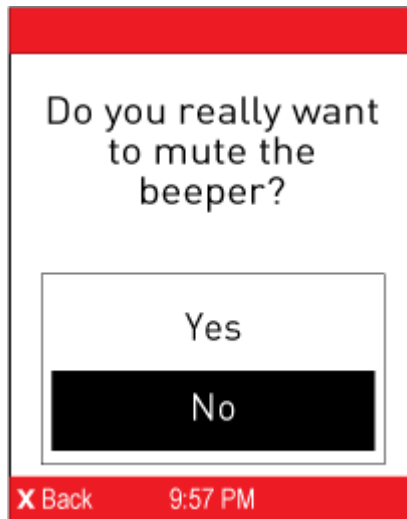 Do you really want
to mute the
beeper?
Yes
No
X Back 9:57 PM